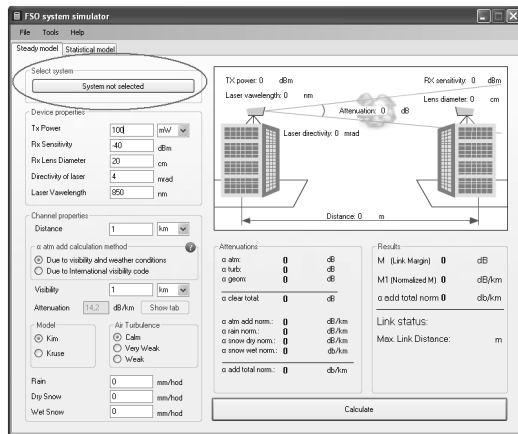 FSO system simulator
File Tools Help
Steady model Statistical model
Select system
System not selected
Device properties
Tx Power 100 mW
Rx Sensitivity -40 dBm
Rx Lens Diameter 20 cm
Directivity of laser 4 mrad
Laser Vawelength 850 nm
Channel properties
Distance 1 km
α atm add calculation method
Due to visibility alnd weather conditions
Due to International visibility code
Visibility 1 km
Attenuation 14,2 dB/km Show tab
Model
Kim
Kruse
Air Turbulence
Calm
Very Weak
Weak
Rain 0 mm/hod
Dry Snow 0 mm/hod
Wet Snow 0 mm/hod
TX power: 0 dBm
Laser vawelength: 0 nm
RX sensitivity: 0 dBm
Lens diameter: 0 cm
Attenuation: 0 dB
Laser directivity: 0 mrad
Distance: 0 m
Attenuations
α atm: 0 dB
α turb: 0 dB
α geom: 0 dB
α clear total: 0 dB
α atm add norm.: 0 dB/km
α rain norm.: 0 dB/km
α snow dry norm.: 0 dB/km
α snow wet norm.: 0 db/km
α add total norm.: 0 db/km
Results
M (Link Margin) 0 dB
M1 (Normalized M) 0 dB/km
α add total norm 0 db/km
Link status:
Max. Link Distance: m
Calculate